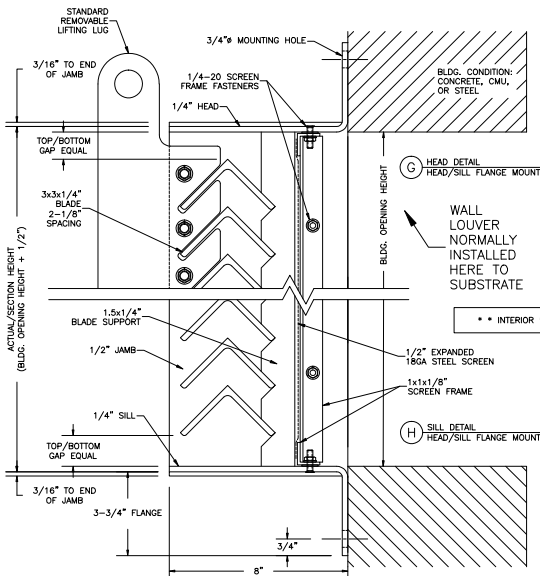 STANDARD
REMOVABLE
LIFTING LUG
3/16" TO END
OF JAMB
3/4"ø MOUNTING HOLE
1/4-20 SCREEN
FRAME FASTENERS
1/4" HEAD
BLDG. CONDITION:
CONCRETE, CMU,
OR STEEL
TOP/BOTTOM
GAP EQUAL
3x3x1/4"
BLADE
2-1/8"
SPACING
G
HEAD DETAIL
HEAD/SILL FLANGE MOUNT
BLDG. OPENING HEIGHT
WALL
LOUVER
NORMALLY
INSTALLED
HERE TO
SUBSTRATE
ACTUAL/SECTION HEIGHT
(BLDG. OPENING HEIGHT + 1/2")
1.5x1/4"
BLADE SUPPORT
* * INTERIOR
1/2" JAMB
1/2" EXPANDED
18GA STEEL SCREEN
1x1x1/8"
SCREEN FRAME
1/4" SILL
H
SILL DETAIL
HEAD/SILL FLANGE MOUNT
TOP/BOTTOM
GAP EQUAL
3/16" TO END
OF JAMB
3-3/4" FLANGE
3/4"
8"